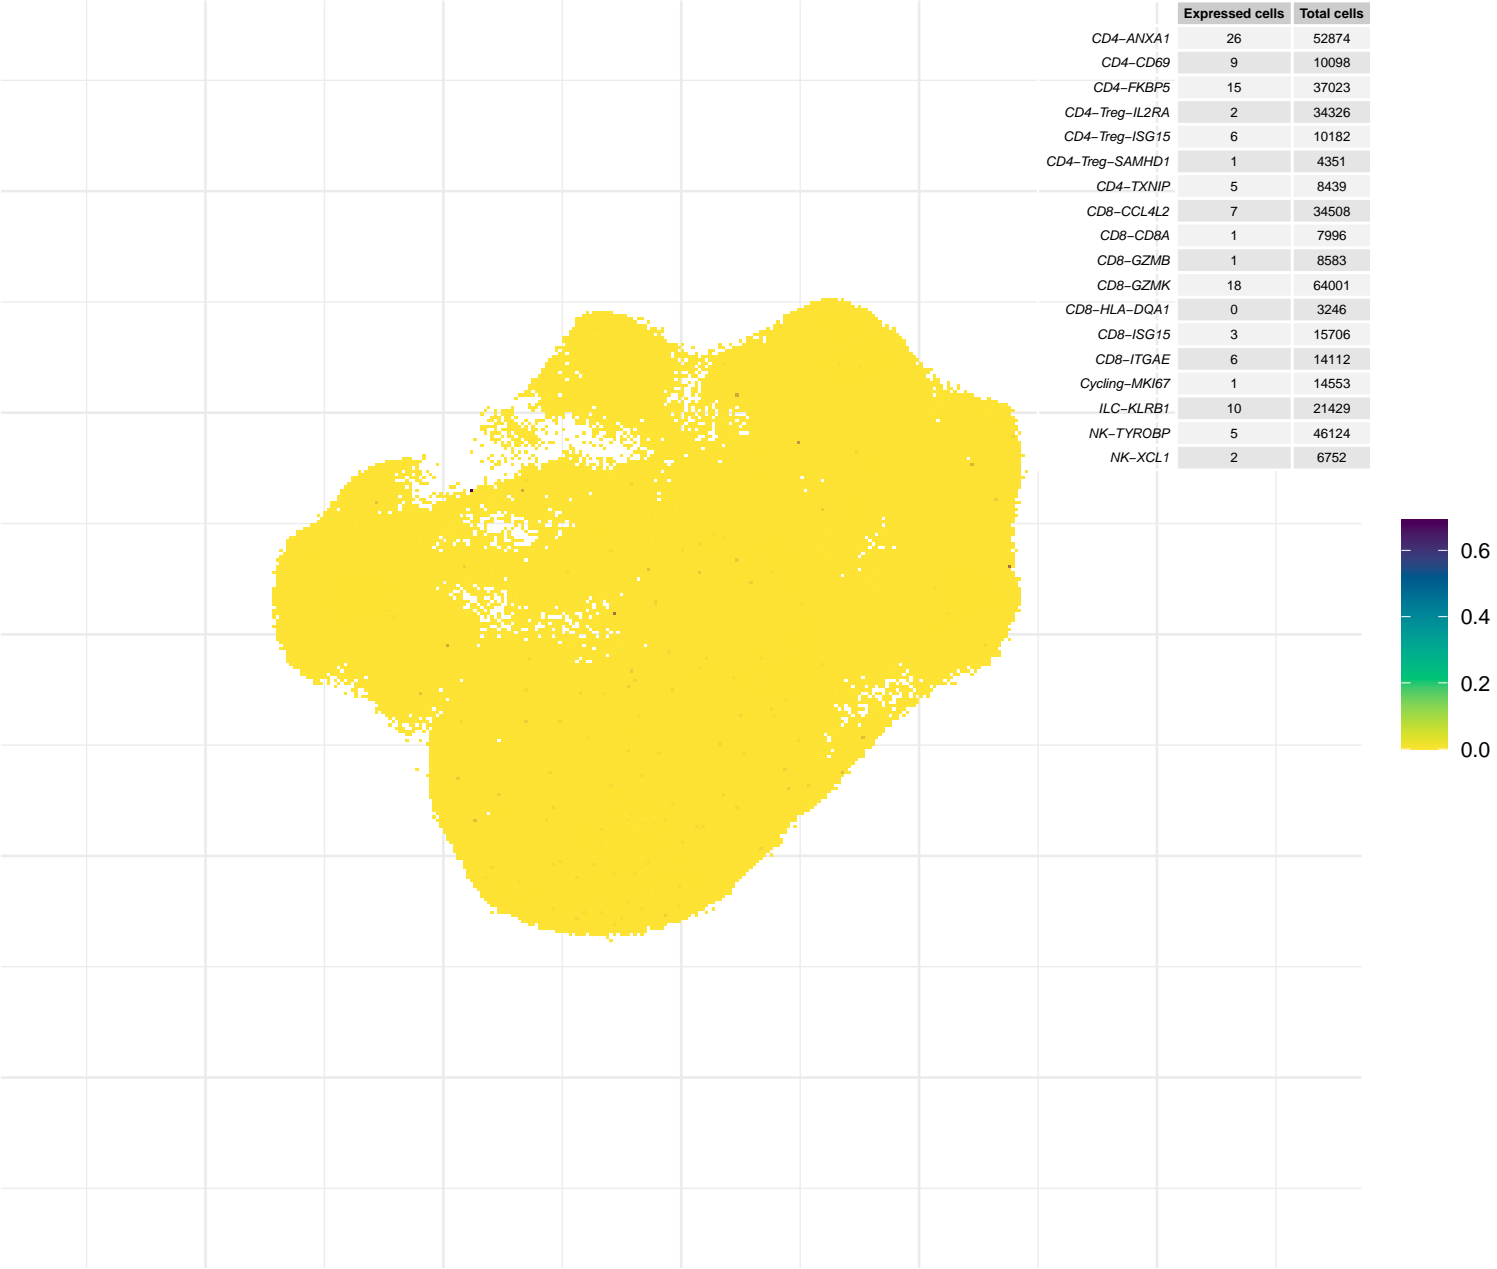 Expressed cells Total cells
CD4−ANXA1 26 52874
CD4−CD69 9 10098
CD4−FKBP5 15 37023
CD4−Treg−IL2RA 2 34326
CD4−Treg−ISG15 6 10182
CD4−Treg−SAMHD1 1 4351
CD4−TXNIP 5 8439
CD8−CCL4L2 7 34508
CD8−CD8A 1 7996
CD8−GZMB 1 8583
CD8−GZMK 18 64001
CD8−HLA−DQA1 0 3246
CD8−ISG15 3 15706
CD8−ITGAE 6 14112
Cycling−MKI67 1 14553
ILC−KLRB1 10 21429
NK−TYROBP 5 46124
NK−XCL1 2 6752
0.6
0.4
0.2
0.0